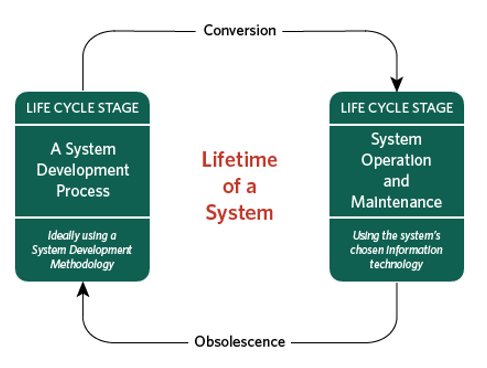 Conversion
LIFE CYCLE STAGE
A System
Development
Process
Ideally using a
System Development
Methodology
Lifetime
of a
System
LIFE CYCLE STAGE
System
Operation
and
Maintenance
Using the system's
chosen information
technology
Obsolescence